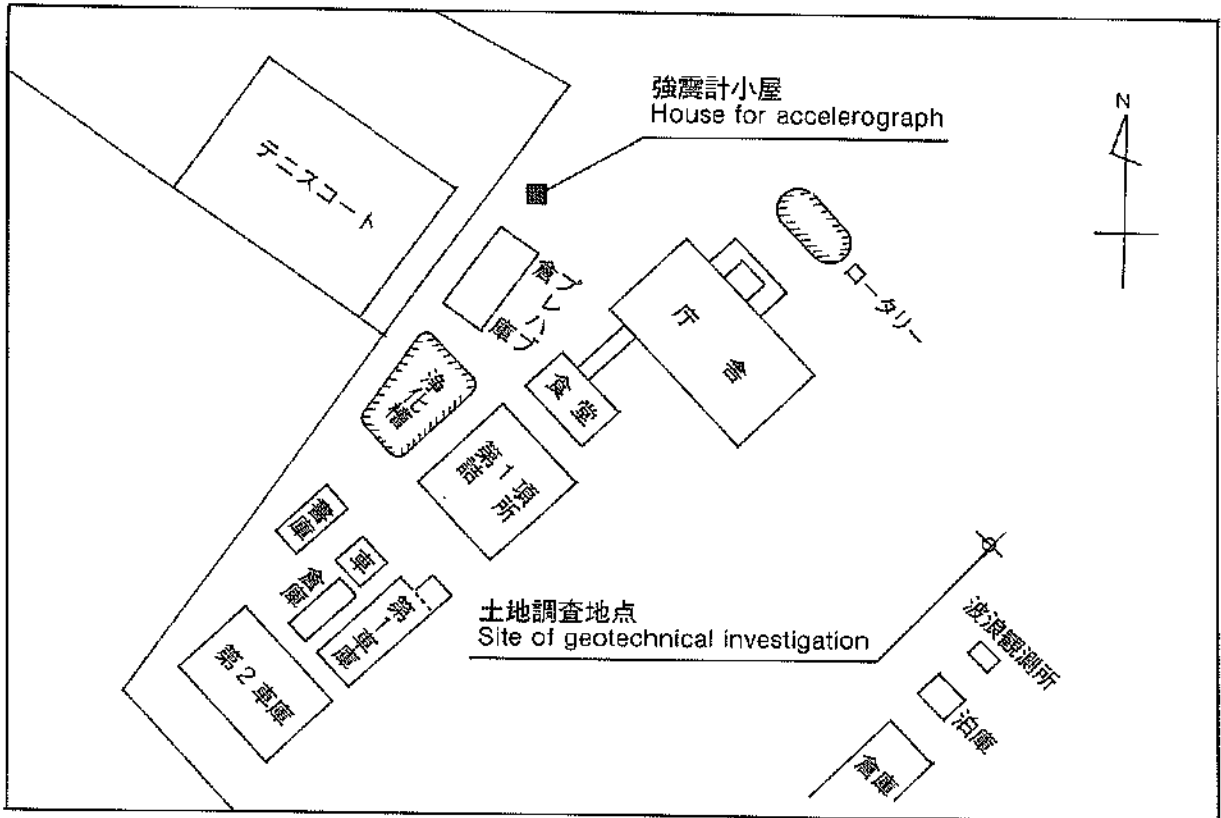 強震計小屋
House for accelerograph
N
テニスコート
ロータリー
プレハブ
倉庫
庁舎
食堂
浄化槽
第1
詰所
車
倉庫
第1車庫
第2車庫
土地調査地点
Site of geotechnical investigation
波浪観測所
泊庫
倉庫